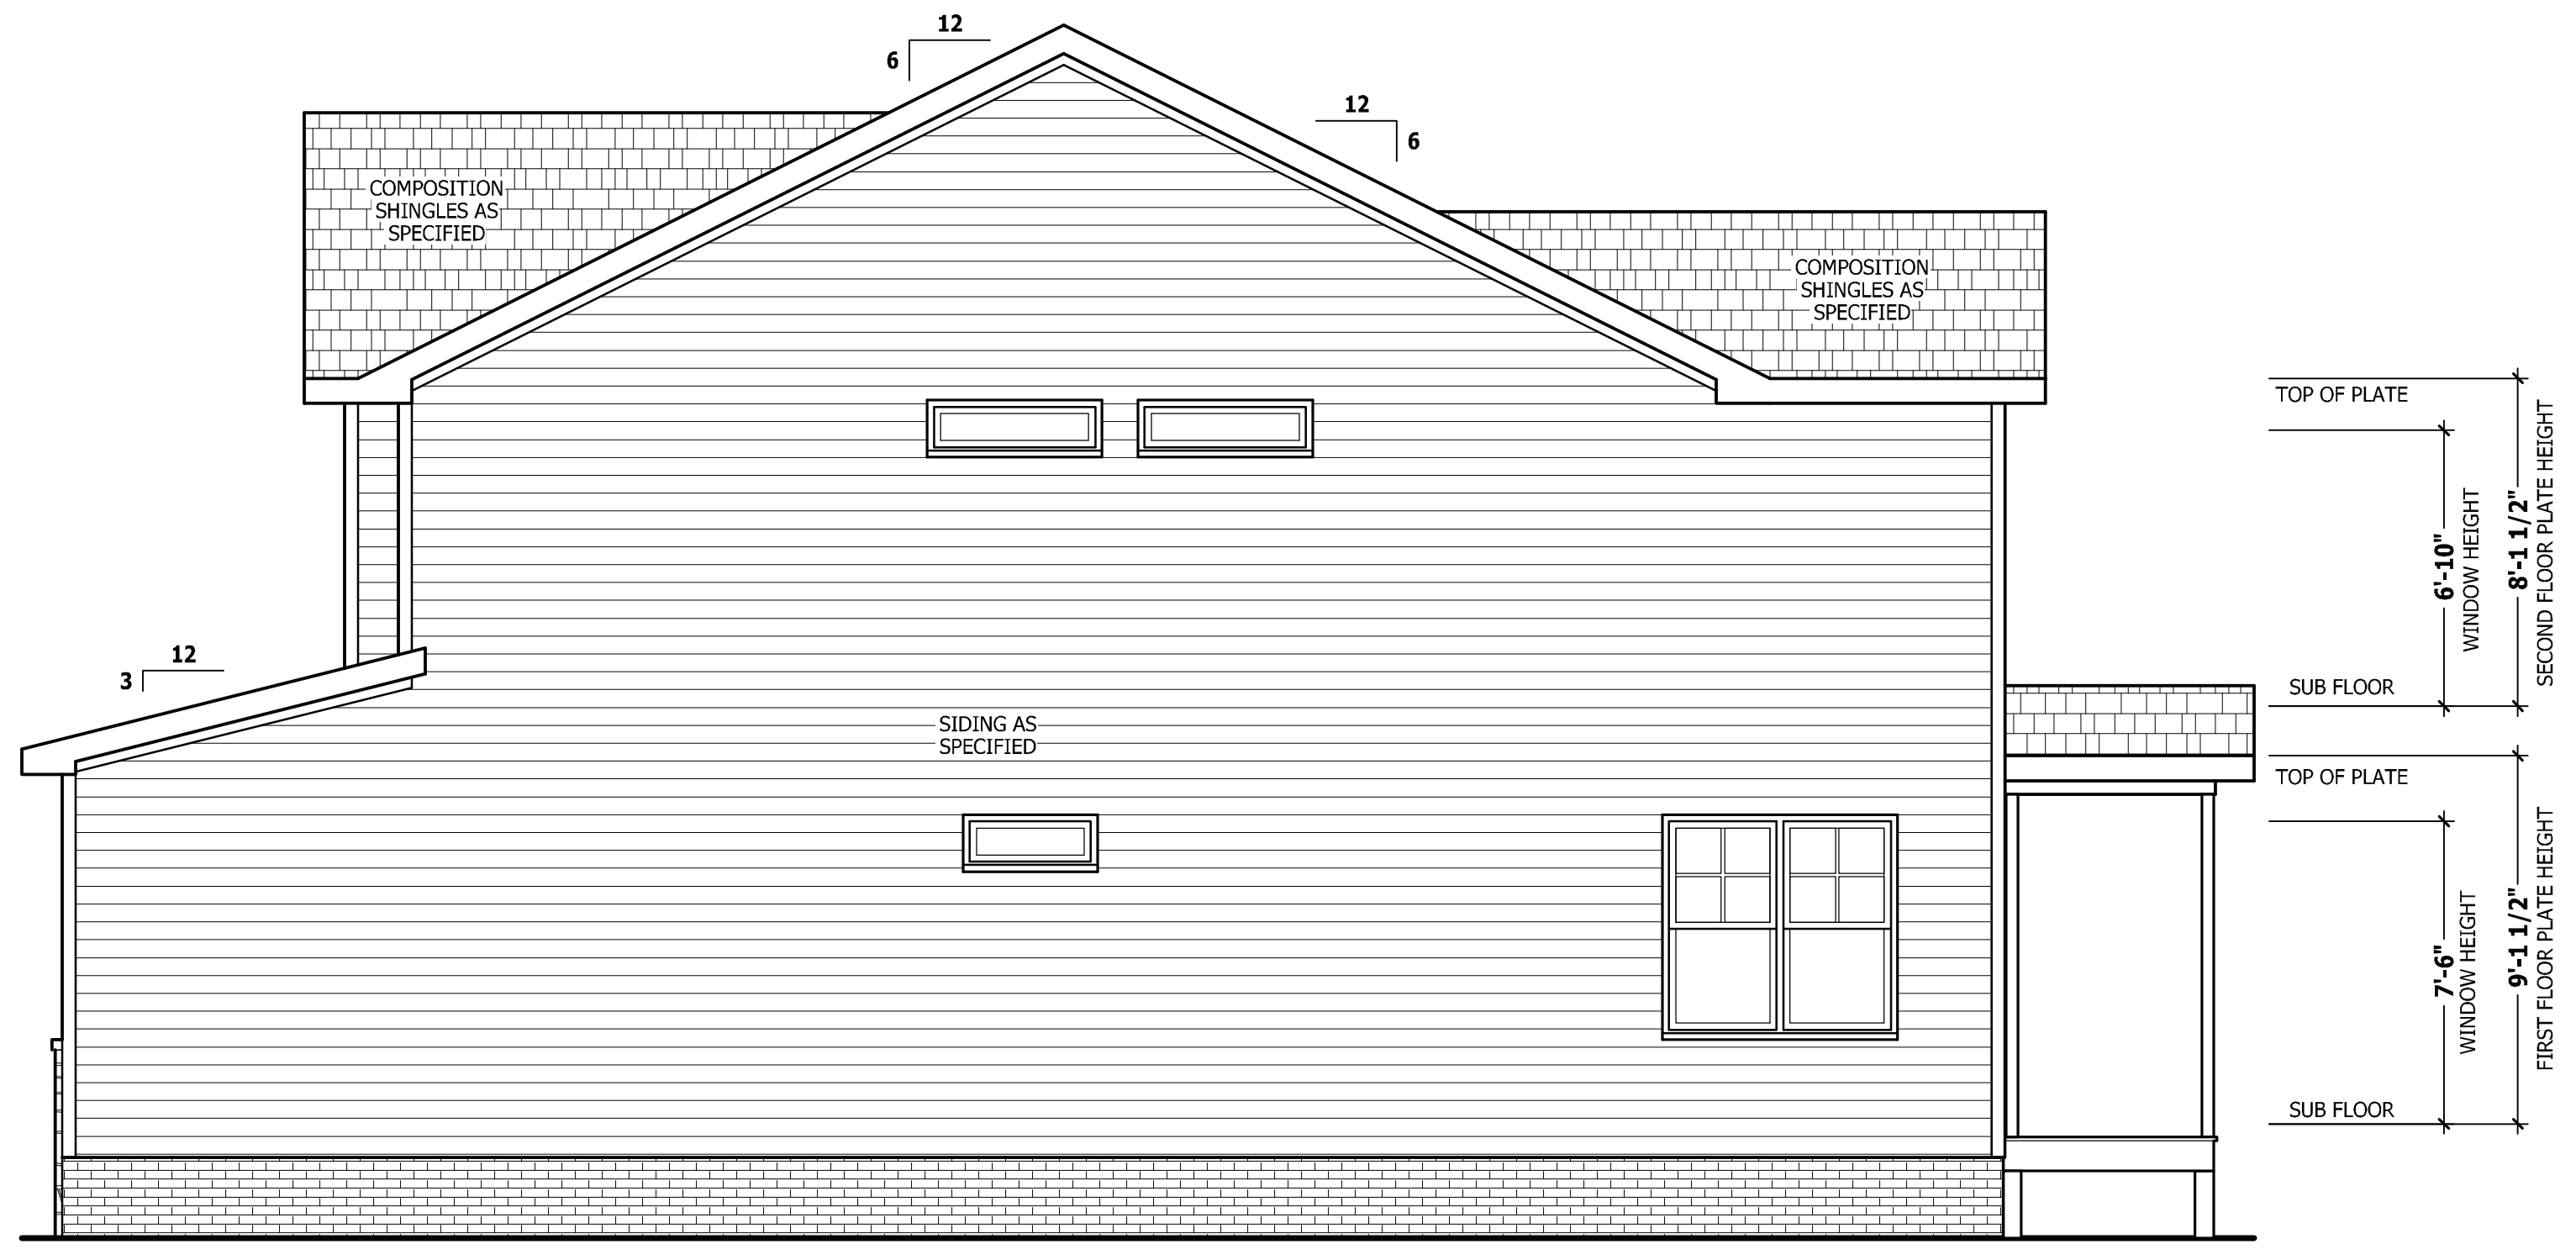 12
6
12
6
COMPOSITION
SHINGLES AS
SPECIFIED
COMPOSITION
SHINGLES AS
SPECIFIED
TOP OF PLATE
6'-10"
WINDOW HEIGHT
8'-1 1/2"
SECOND FLOOR PLATE HEIGHT
12
3
SUB FLOOR
SIDING AS
SPECIFIED
TOP OF PLATE
7'-6"
WINDOW HEIGHT
9'-1 1/2"
FIRST FLOOR PLATE HEIGHT
SUB FLOOR